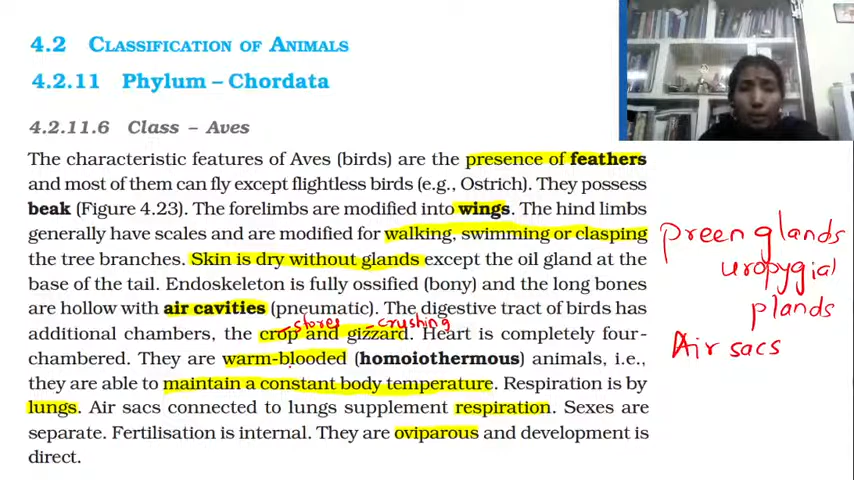 4.2 CLASSIFICATION OF ANIMALS
4.2.11 Phylum – Chordata
4.2.11.6 Class – Aves
The characteristic features of Aves (birds) are the presence of feathers
and most of them can fly except flightless birds (e.g., Ostrich). They possess
beak (Figure 4.23). The forelimbs are modified into wings. The hind limbs
generally have scales and are modified for walking, swimming or clasping
the tree branches. Skin is dry without glands except the oil gland at the
base of the tail. Endoskeleton is fully ossified (bony) and the long bones
are hollow with air cavities (pneumatic). The digestive tract of birds has
stores crushing
additional chambers, the crop and gizzard. Heart is completely four-
chambered. They are warm-blooded (homoiothermous) animals, i.e.,
they are able to maintain a constant body temperature. Respiration is by
lungs. Air sacs connected to lungs supplement respiration. Sexes are
separate. Fertilisation is internal. They are oviparous and development is
direct.
preen glands
uropygial
plands
Air sacs